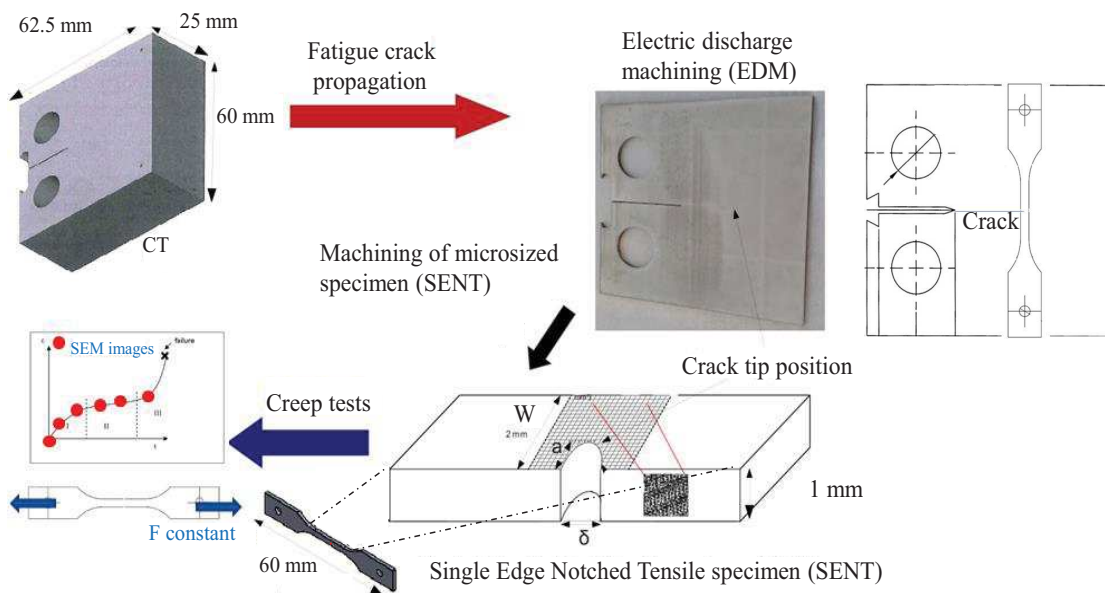 62.5 mm
25 mm
60 mm
CT
Fatigue crack
propagation
Electric discharge
machining (EDM)
Crack
Machining of microsized
specimen (SENT)
Crack tip position
SEM images
failure
I
II
III
t
Creep tests
F constant
60 mm
W
2 mm
a
δ
1 mm
Single Edge Notched Tensile specimen (SENT)